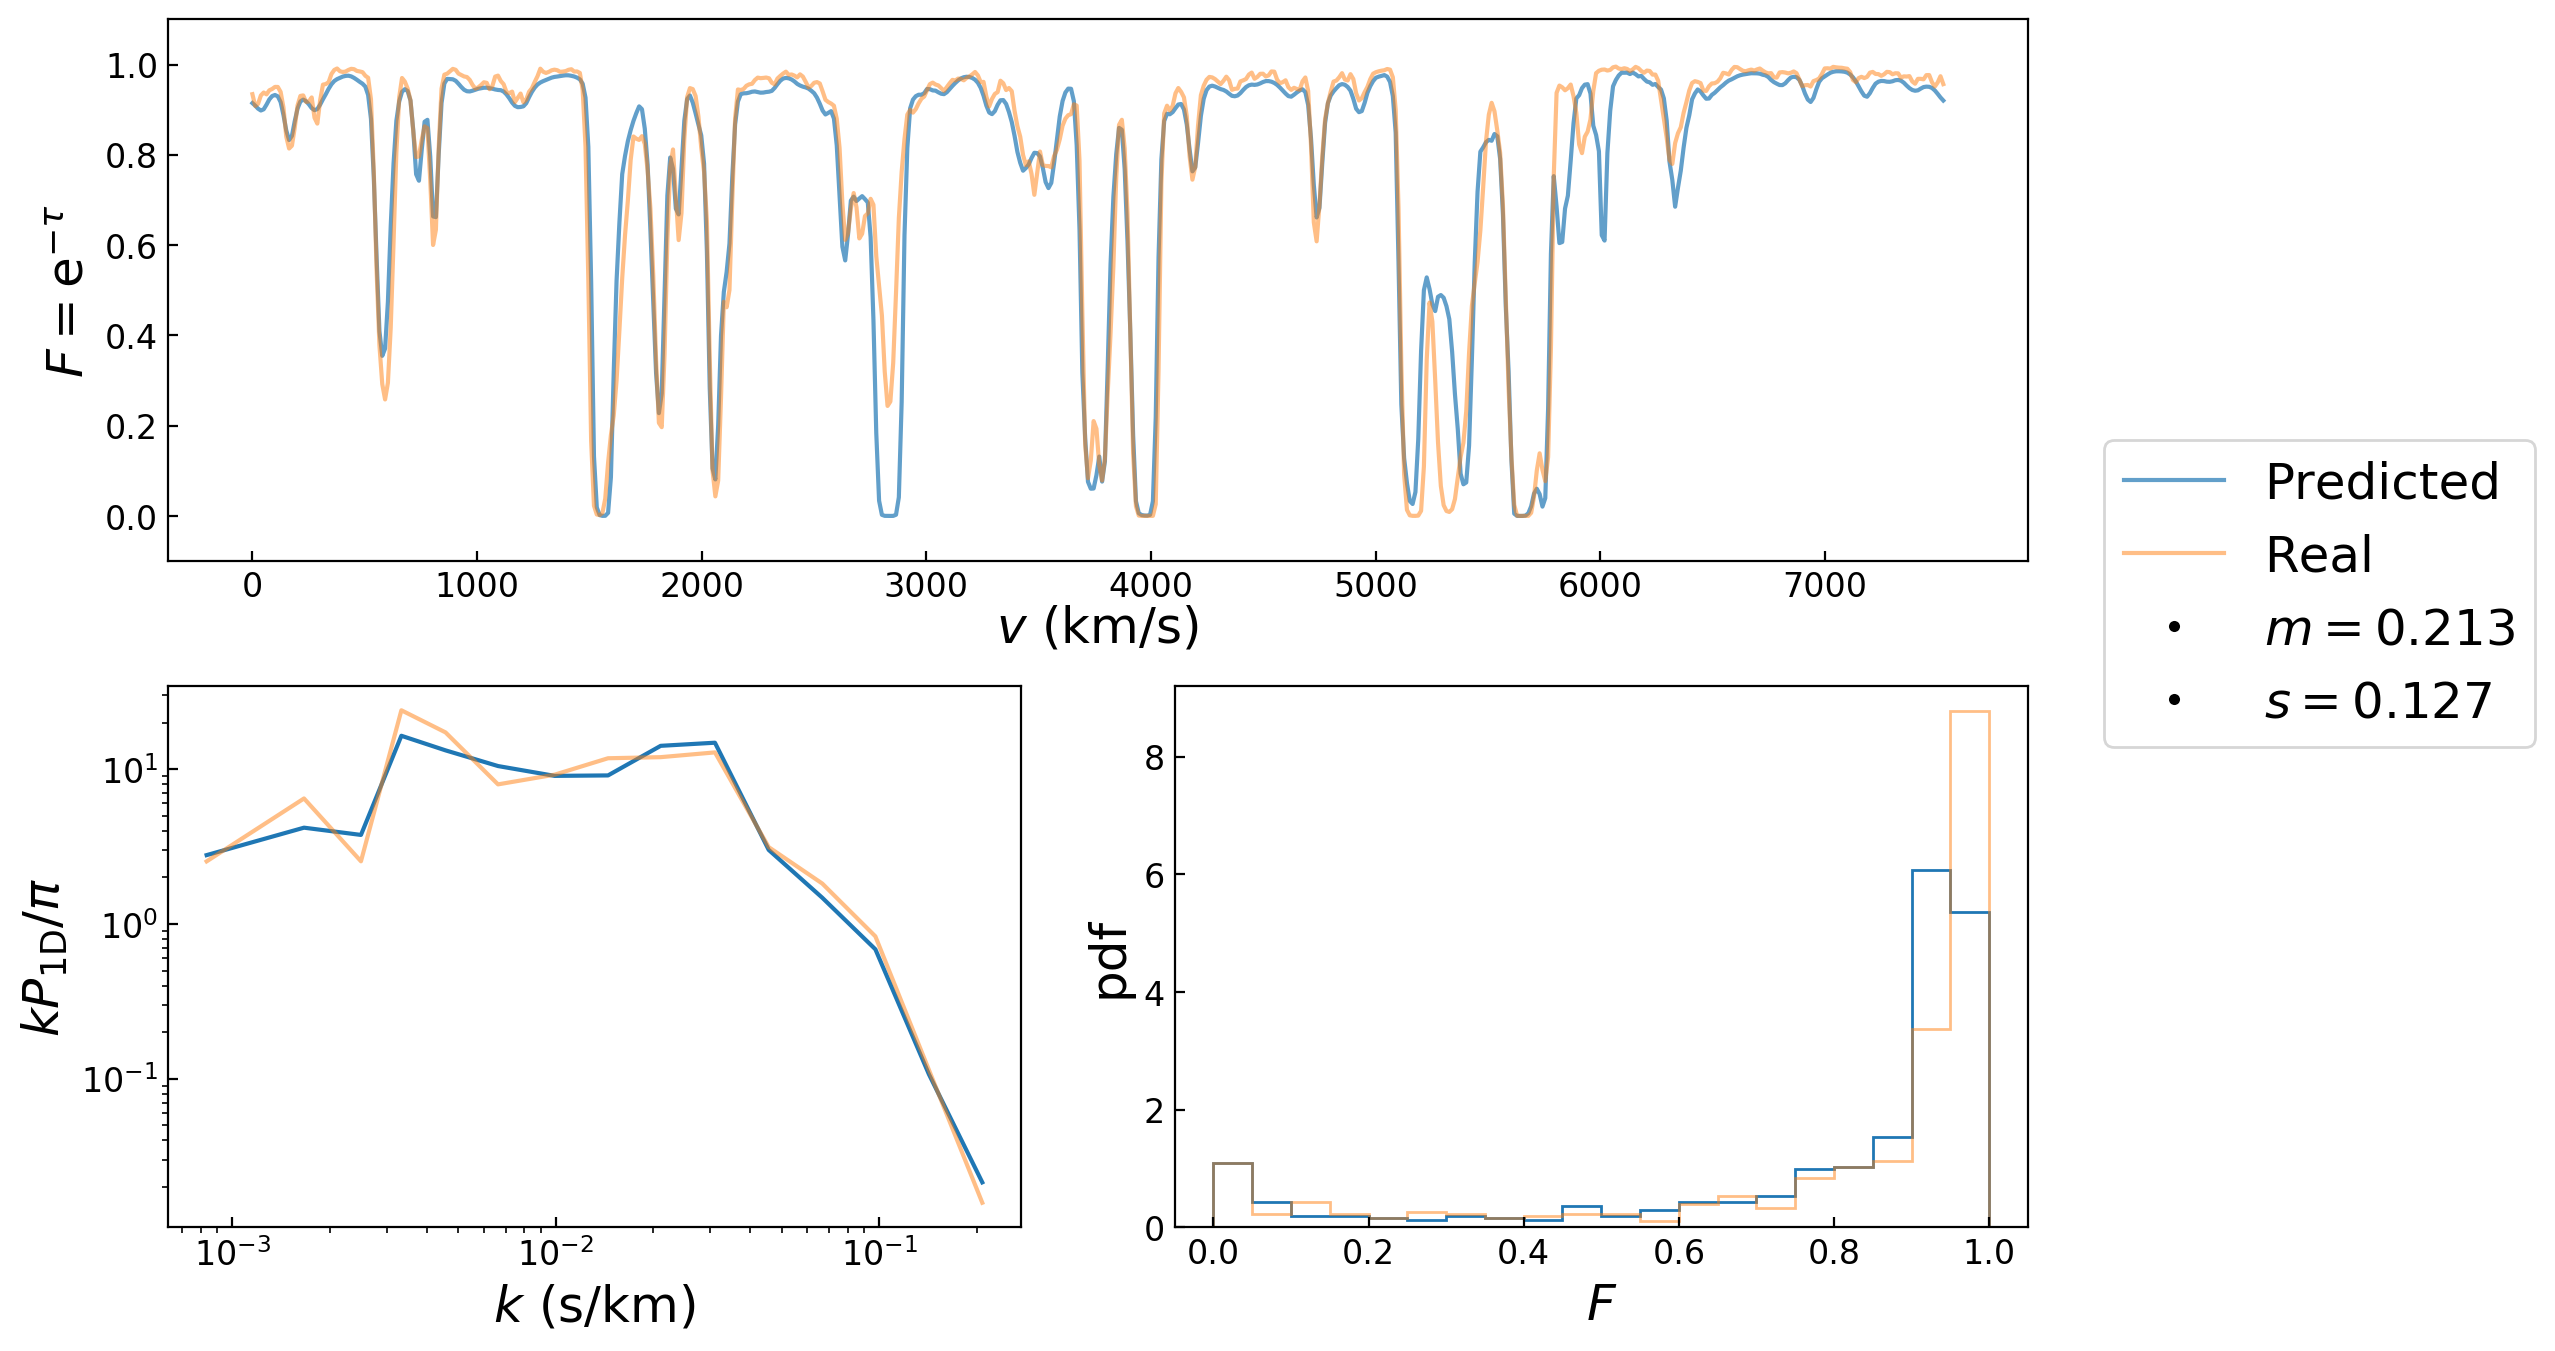 F = e^{-τ}
1.0
0.8
0.6
0.4
0.2
0.0
0 1000 2000 3000 4000 5000 6000 7000
v (km/s)
Predicted
Real
m = 0.213
s = 0.127
kP_{1D}/π
10^1
10^0
10^{-1}
10^{-3} 10^{-2} 10^{-1}
k (s/km)
pdf
8
6
4
2
0
0.0 0.2 0.4 0.6 0.8 1.0
F